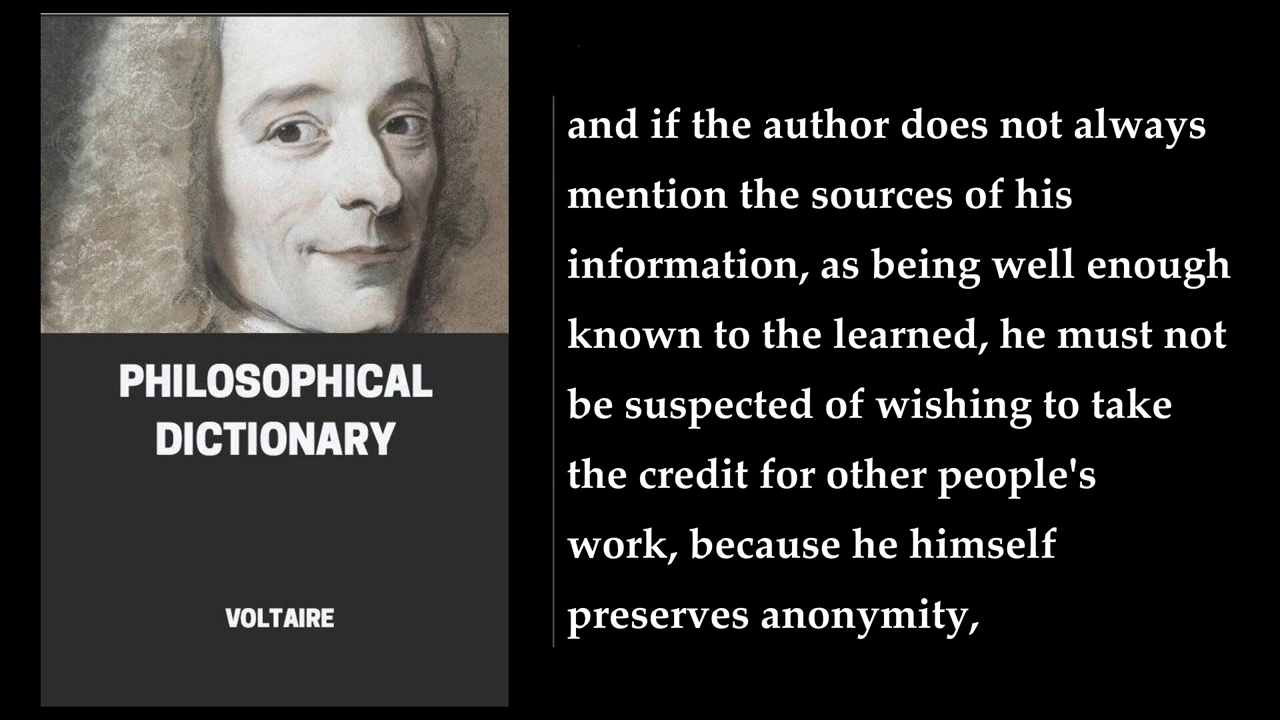 PHILOSOPHICAL
DICTIONARY
VOLTAIRE
and if the author does not always
mention the sources of his
information, as being well enough
known to the learned, he must not
be suspected of wishing to take
the credit for other people's
work, because he himself
preserves anonymity,